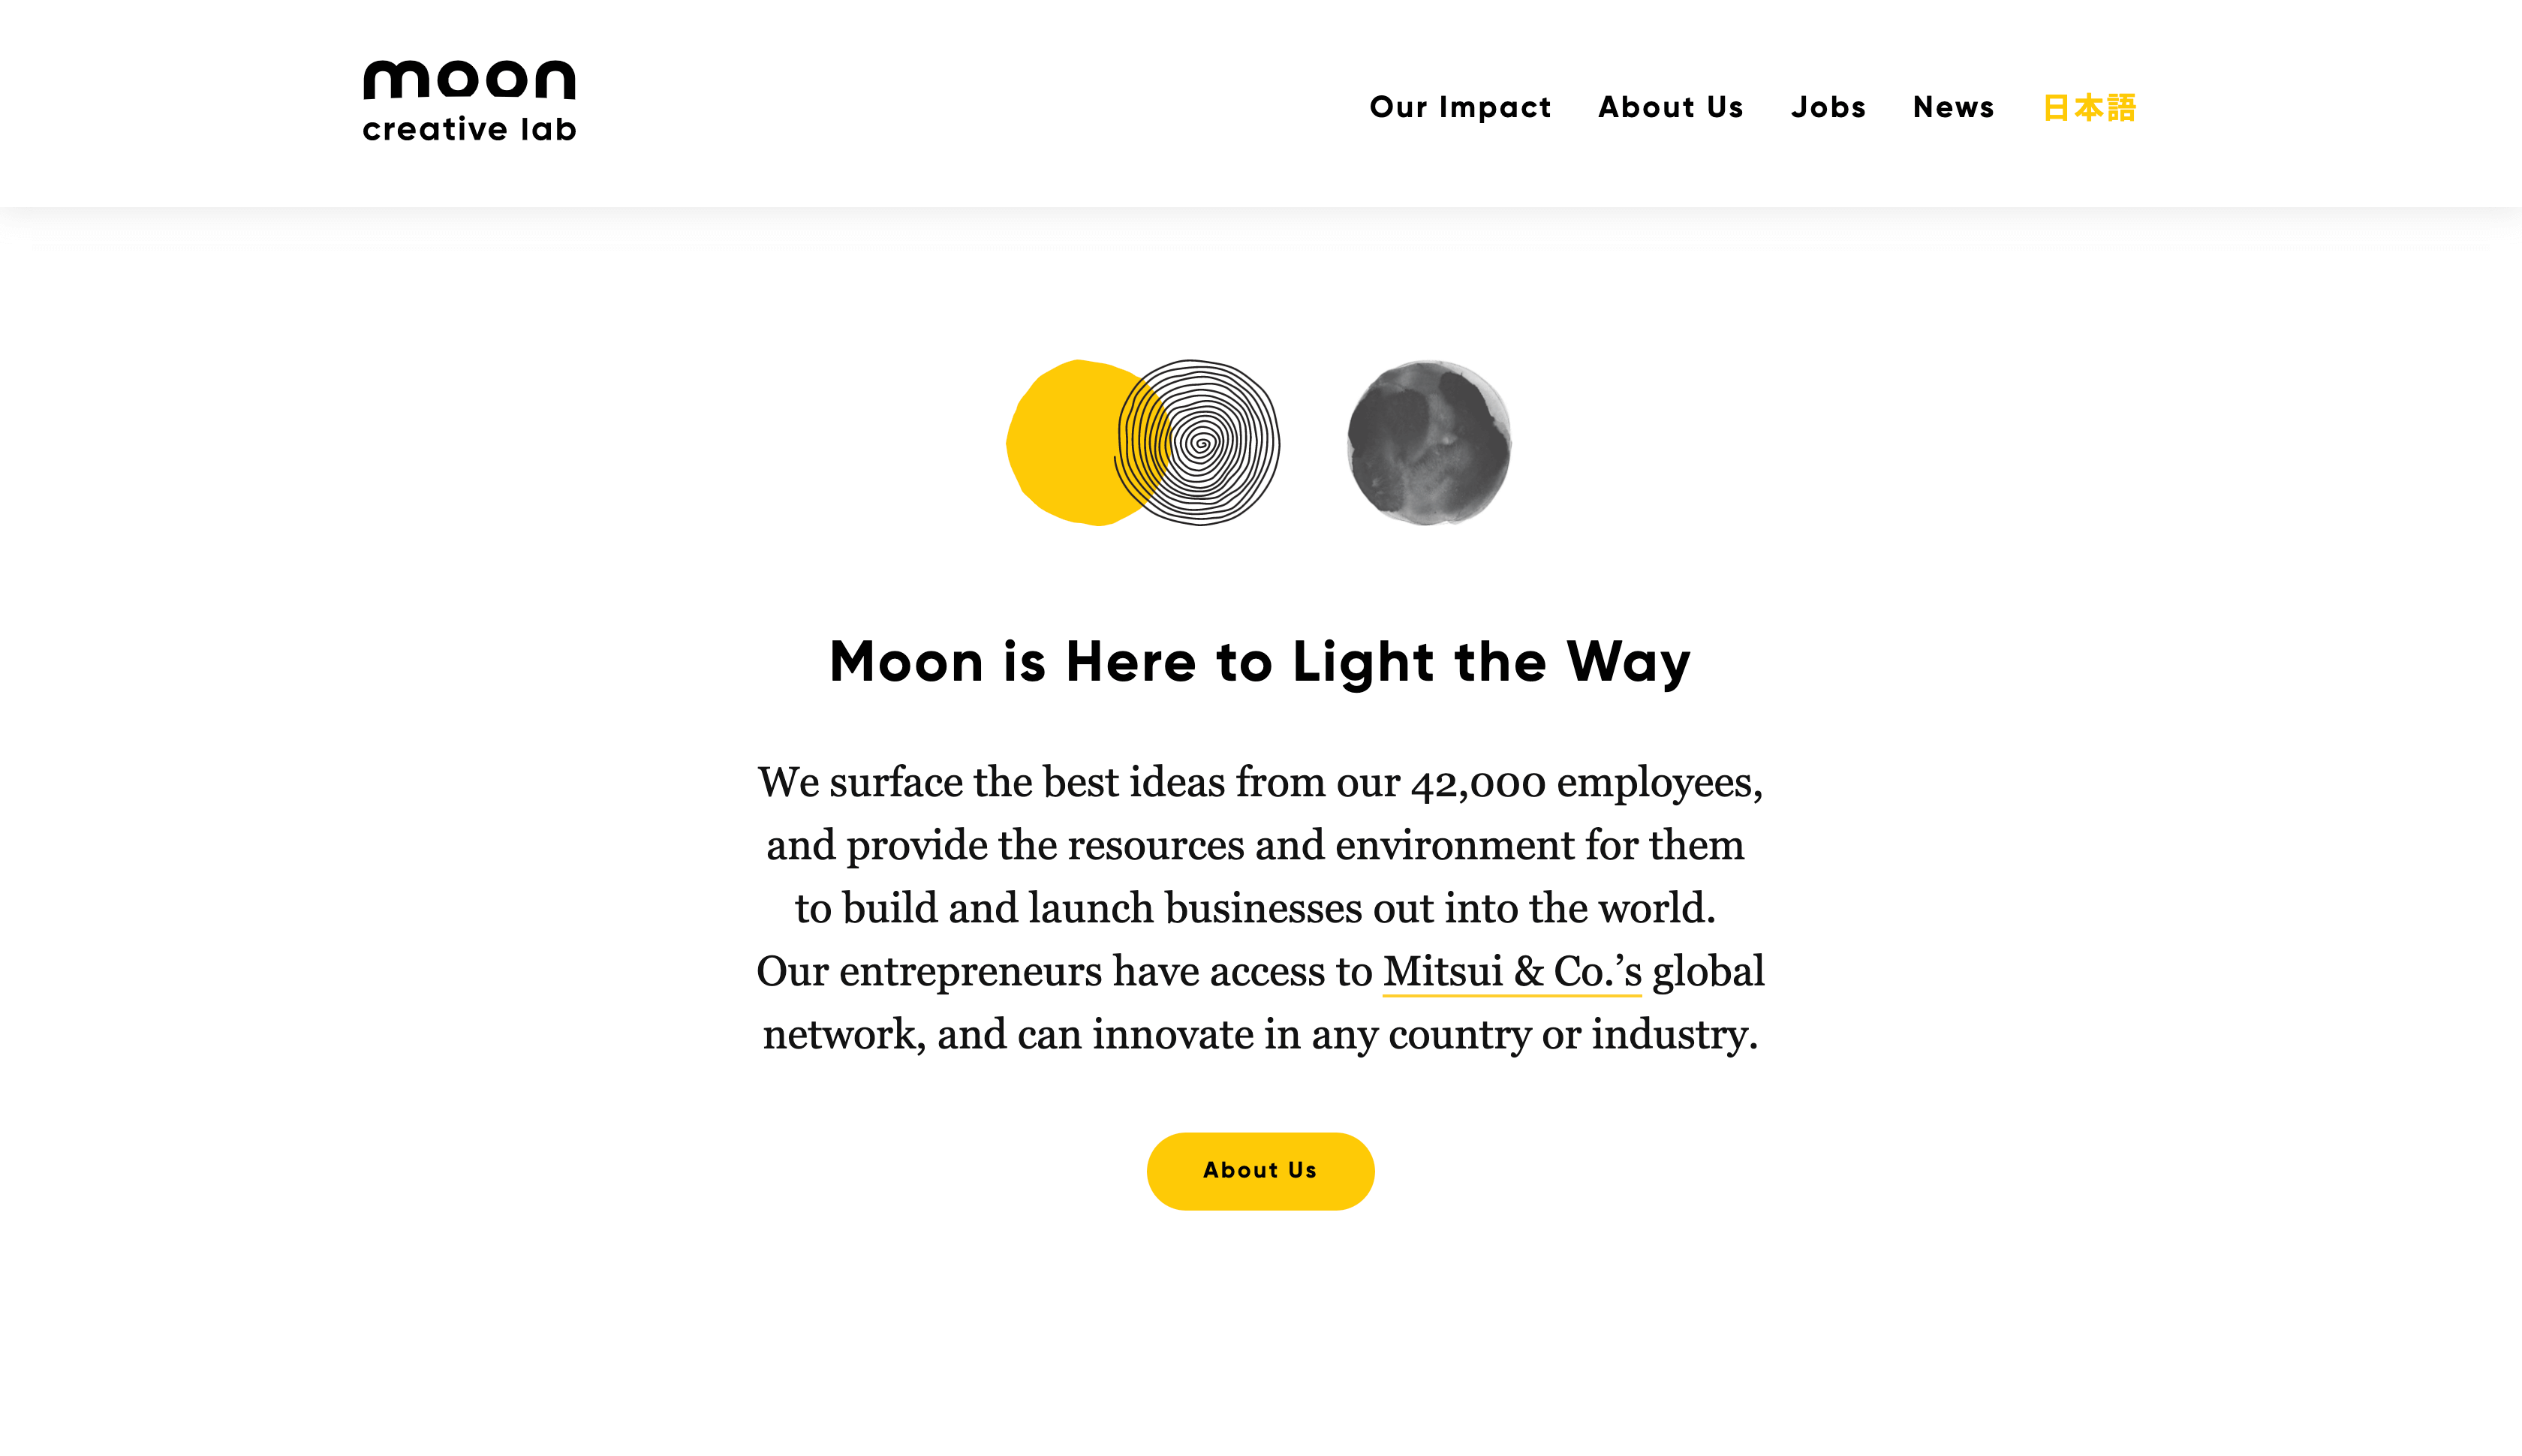 moon
creative lab
Our Impact About Us Jobs News 日本語
Moon is Here to Light the Way
We surface the best ideas from our 42,000 employees,
and provide the resources and environment for them
to build and launch businesses out into the world.
Our entrepreneurs have access to Mitsui & Co.’s global
network, and can innovate in any country or industry.
About Us